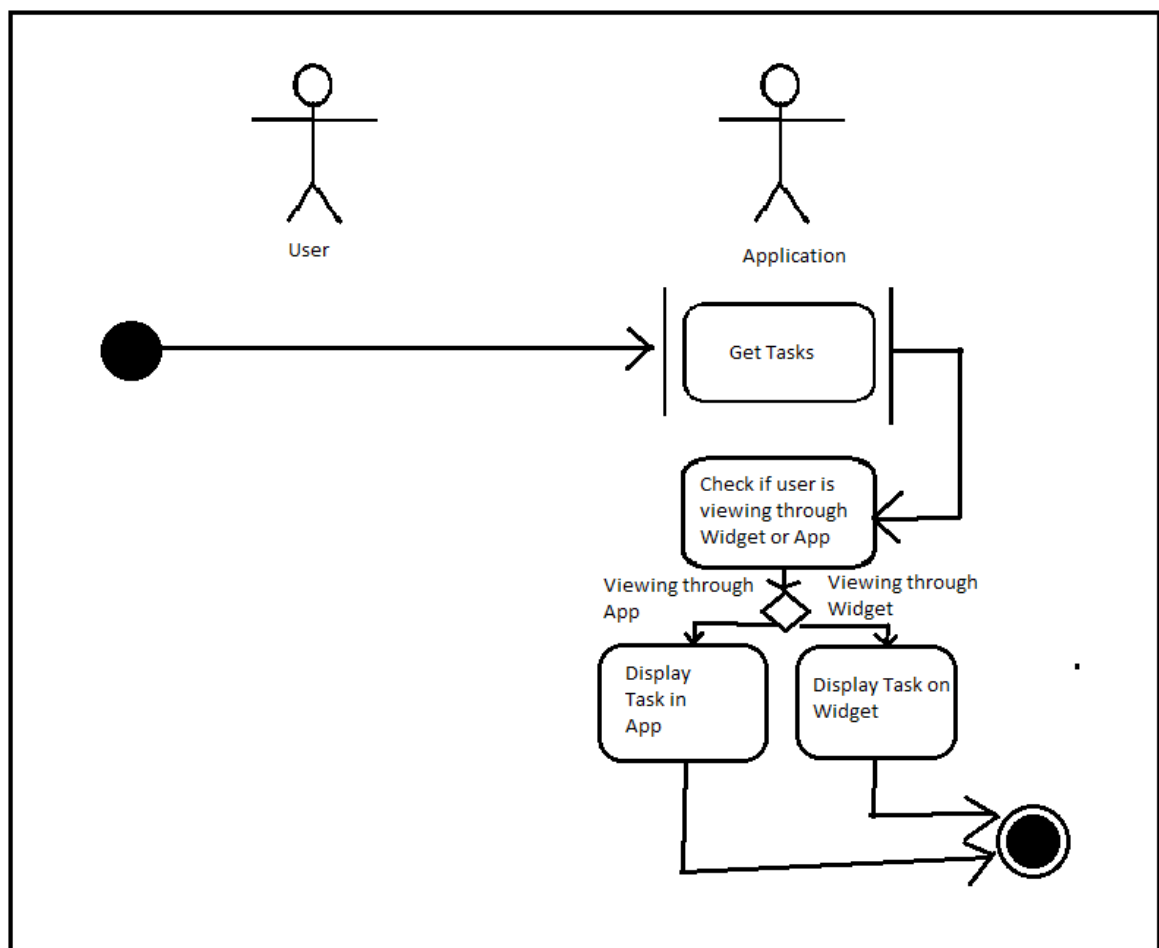 User
Application
Get Tasks
Check if user is
viewing through
Widget or App
Viewing through
App
Viewing through
Widget
Display
Task in
App
Display Task on
Widget